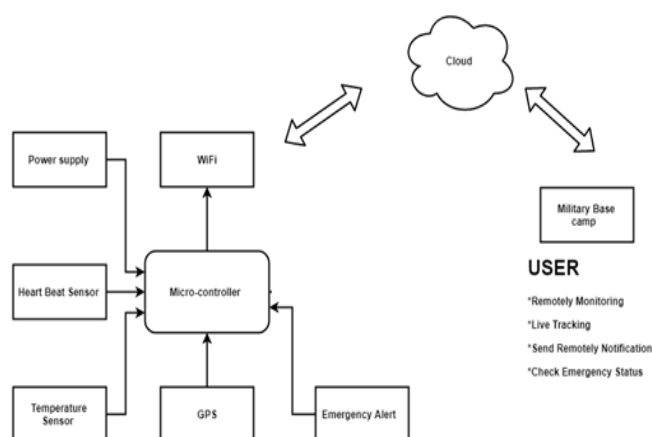 Cloud
Power supply
WiFi
Military Base
camp
Heart Beat Sensor
Micro-controller
USER
*Remotely Monitoring
*Live Tracking
*Send Remotely Notification
*Check Emergency Status
Temperature
Sensor
GPS
Emergency Alert